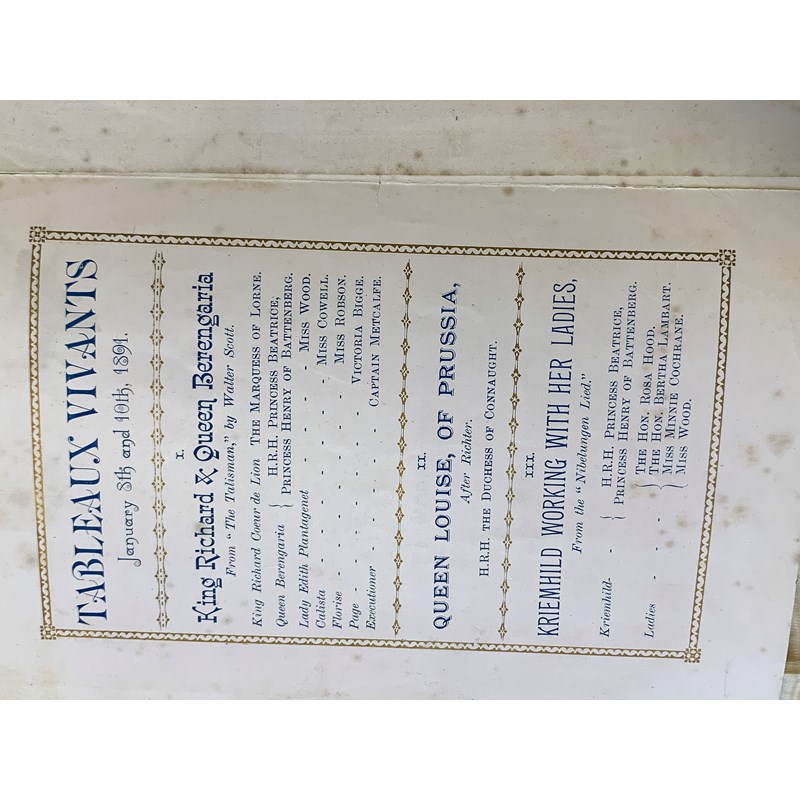 TABLEAUX VIVANTS
January 8th and 10th, 1891.
I.
King Richard & Queen Berengaria
From "The Talisman," by Walter Scott.
King Richard Coeur de Lion THE MARQUESS OF LORNE.
Queen Berengaria { H.R.H. PRINCESS BEATRICE,
PRINCESS HENRY OF BATTENBERG.
Lady Edith Plantagenet - - - - MISS WOOD.
Calista - - - - - - MISS COWELL.
Florise - - - - - - MISS ROBSON.
Page - - - - - VICTORIA BIGGE.
Executioner - - - - CAPTAIN METCALFE.
II.
QUEEN LOUISE, OF PRUSSIA,
After Richter.
H.R.H. THE DUCHESS OF CONNAUGHT.
III.
KRIEMHILD WORKING WITH HER LADIES,
From the "Nibelungen Lied."
Kriemhild- - { H.R.H. PRINCESS BEATRICE,
PRINCESS HENRY OF BATTENBERG.
Ladies - - - { THE HON. ROSA HOOD.
THE HON. BERTHA LAMBART.
MISS MINNIE COCHRANE.
MISS WOOD.